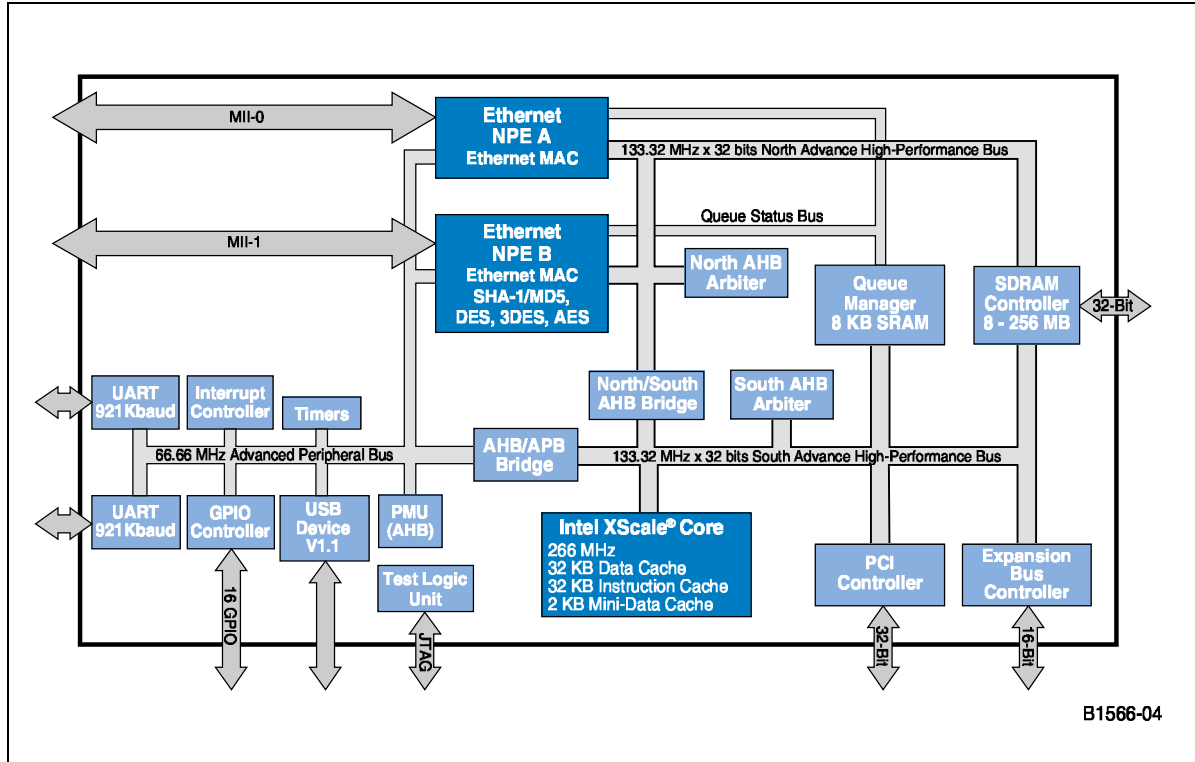 MII-0
Ethernet
NPE A
Ethernet MAC
133.32 MHz x 32 bits North Advance High-Performance Bus
Queue Status Bus
MII-1
Ethernet
NPE B
Ethernet MAC
SHA-1/MD5,
DES, 3DES, AES
North AHB
Arbiter
Queue
Manager
8 KB SRAM
SDRAM
Controller
8 - 256 MB
32-Bit
UART
921Kbaud
Interrupt
Controller
Timers
North/South
AHB Bridge
South AHB
Arbiter
66.66 MHz Advanced Peripheral Bus
AHB/APB
Bridge
133.32 MHz x 32 bits South Advance High-Performance Bus
UART
921Kbaud
GPIO
Controller
USB
Device
V1.1
PMU
(AHB)
Test Logic
Unit
Intel XScale® Core
266 MHz
32 KB Data Cache
32 KB Instruction Cache
2 KB Mini-Data Cache
PCI
Controller
Expansion
Bus
Controller
16 GPIO
JTAG
32-Bit
16-Bit
B1566-04